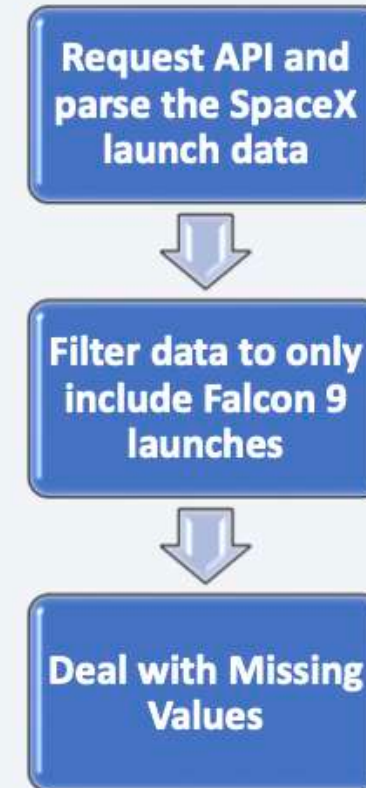 Request API and
parse the SpaceX
launch data
Filter data to only
include Falcon 9
launches
Deal with Missing
Values